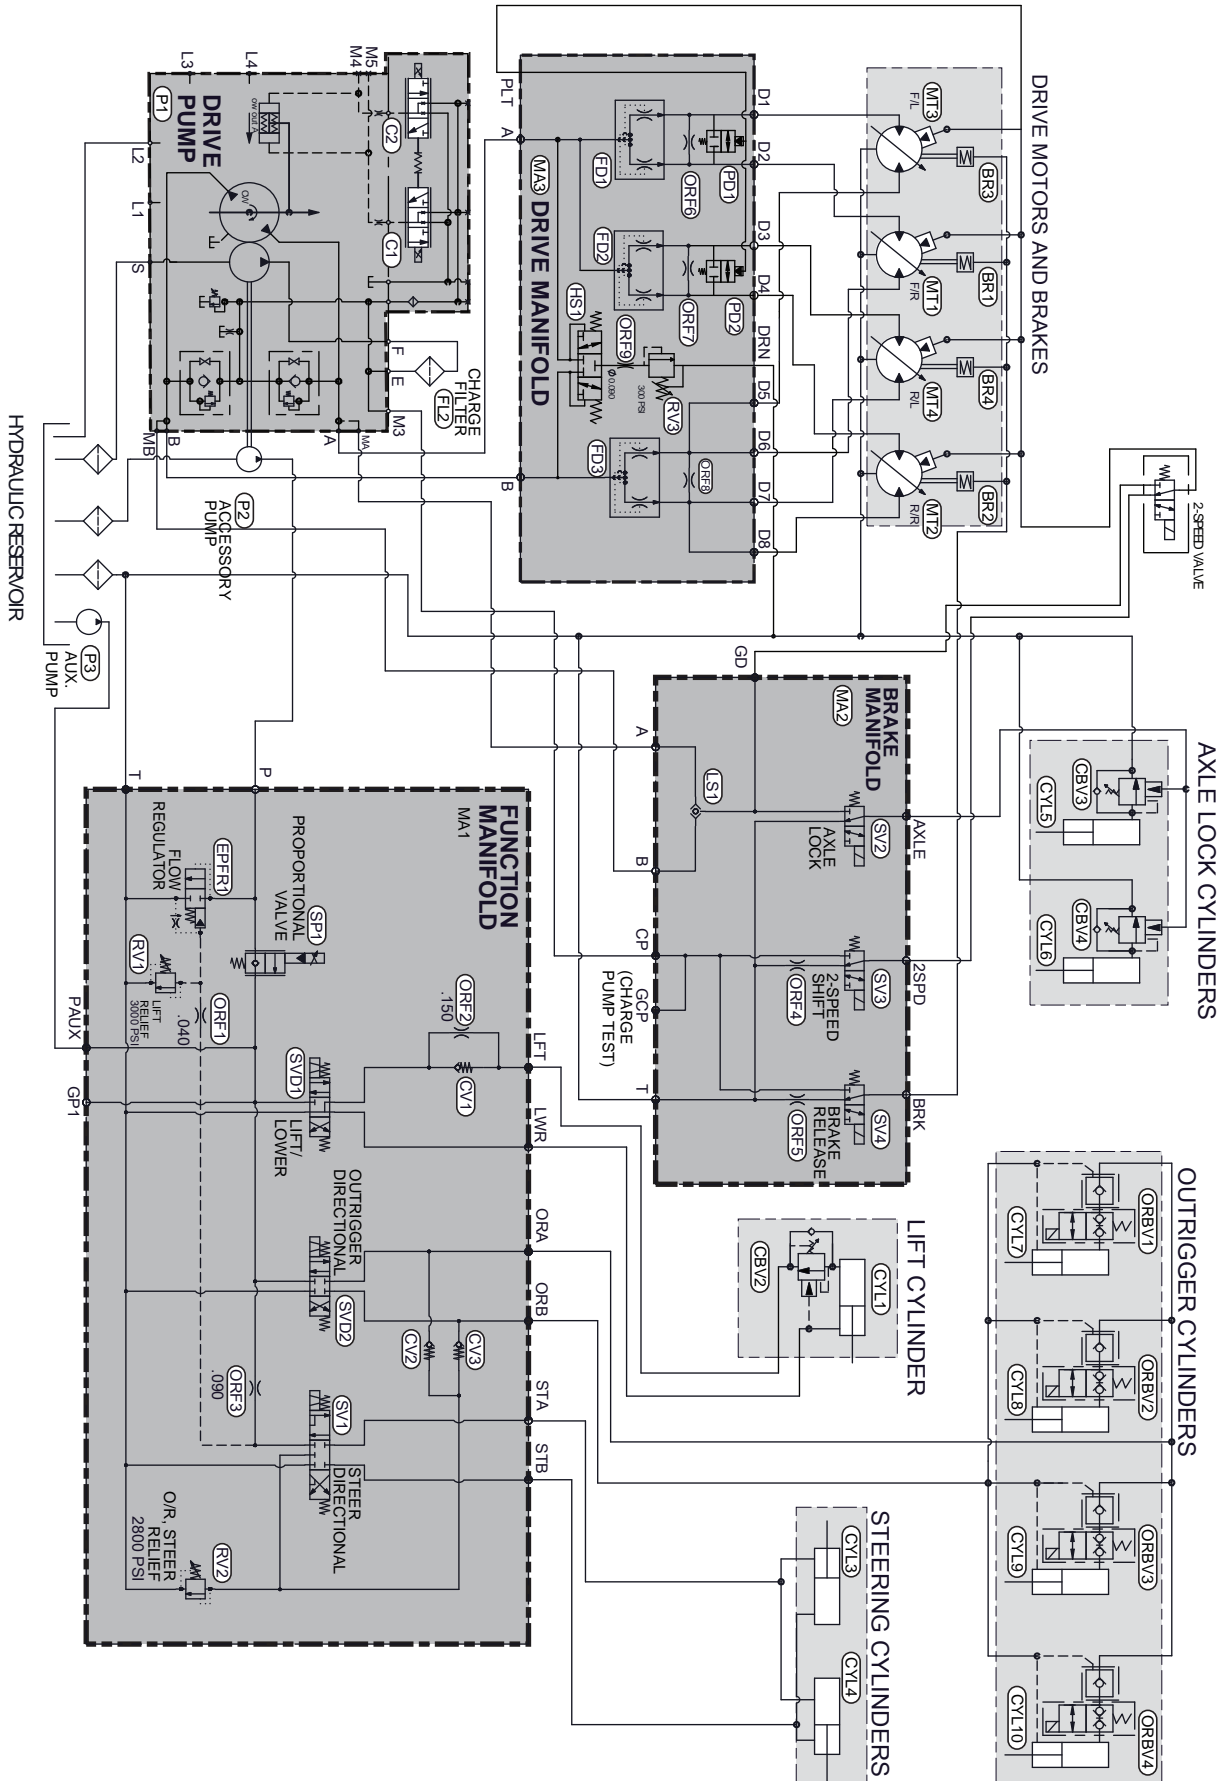 DRIVE MOTORS AND BRAKES
MT3
F/L
BR3
MT1
F/R
BR1
MT4
R/L
BR4
MT2
R/R
BR2
2-SPEED VALVE
AXLE LOCK CYLINDERS
CBV3
CYL5
CBV4
CYL6
OUTRIGGER CYLINDERS
ORBV1
CYL7
ORBV2
CYL8
ORBV3
CYL9
ORBV4
CYL10
PLT
A
B
D1
D2
D3
D4
DRN
D5
D6
D7
D8
MA3
DRIVE MANIFOLD
FD1
ORF6
PD1
FD2
ORF7
PD2
HS1
ORF9
Ø 0.090
300 PSI
RV3
FD3
ORF8
BRAKE
MANIFOLD
MA2
GD
A
B
CP
GCP
(CHARGE
PUMP TEST)
T
LS1
AXLE
2SPD
BRK
SV2
AXLE
LOCK
SV3
2-SPEED
SHIFT
ORF4
SV4
BRAKE
RELEASE
ORF5
LIFT CYLINDER
CYL1
CBV2
STEERING CYLINDERS
CYL3
CYL4
P1
DRIVE
PUMP
L3
L4
M4
M5
L2
L1
S
C2
C1
CW
F
E
M3
MA
A
B
MB
CHARGE
FILTER
FL2
P2
ACCESSORY
PUMP
HYDRAULIC RESERVOIR
P3
AUX.
PUMP
FUNCTION
MANIFOLD
MA1
T
P
PAUX
GP1
LFT
LWR
ORA
ORB
STA
STB
EPFR1
FLOW
REGULATOR
SP1
PROPORTIONAL
VALVE
RV1
LIFT
RELIEF
3000 PSI
ORF1
.040
ORF2
.150
CV1
SVD1
LIFT/
LOWER
OUTRIGGER
DIRECTIONAL
SVD2
CV2
CV3
ORF3
.090
SV1
STEER
DIRECTIONAL
O/R, STEER
RELIEF
2800 PSI
RV2